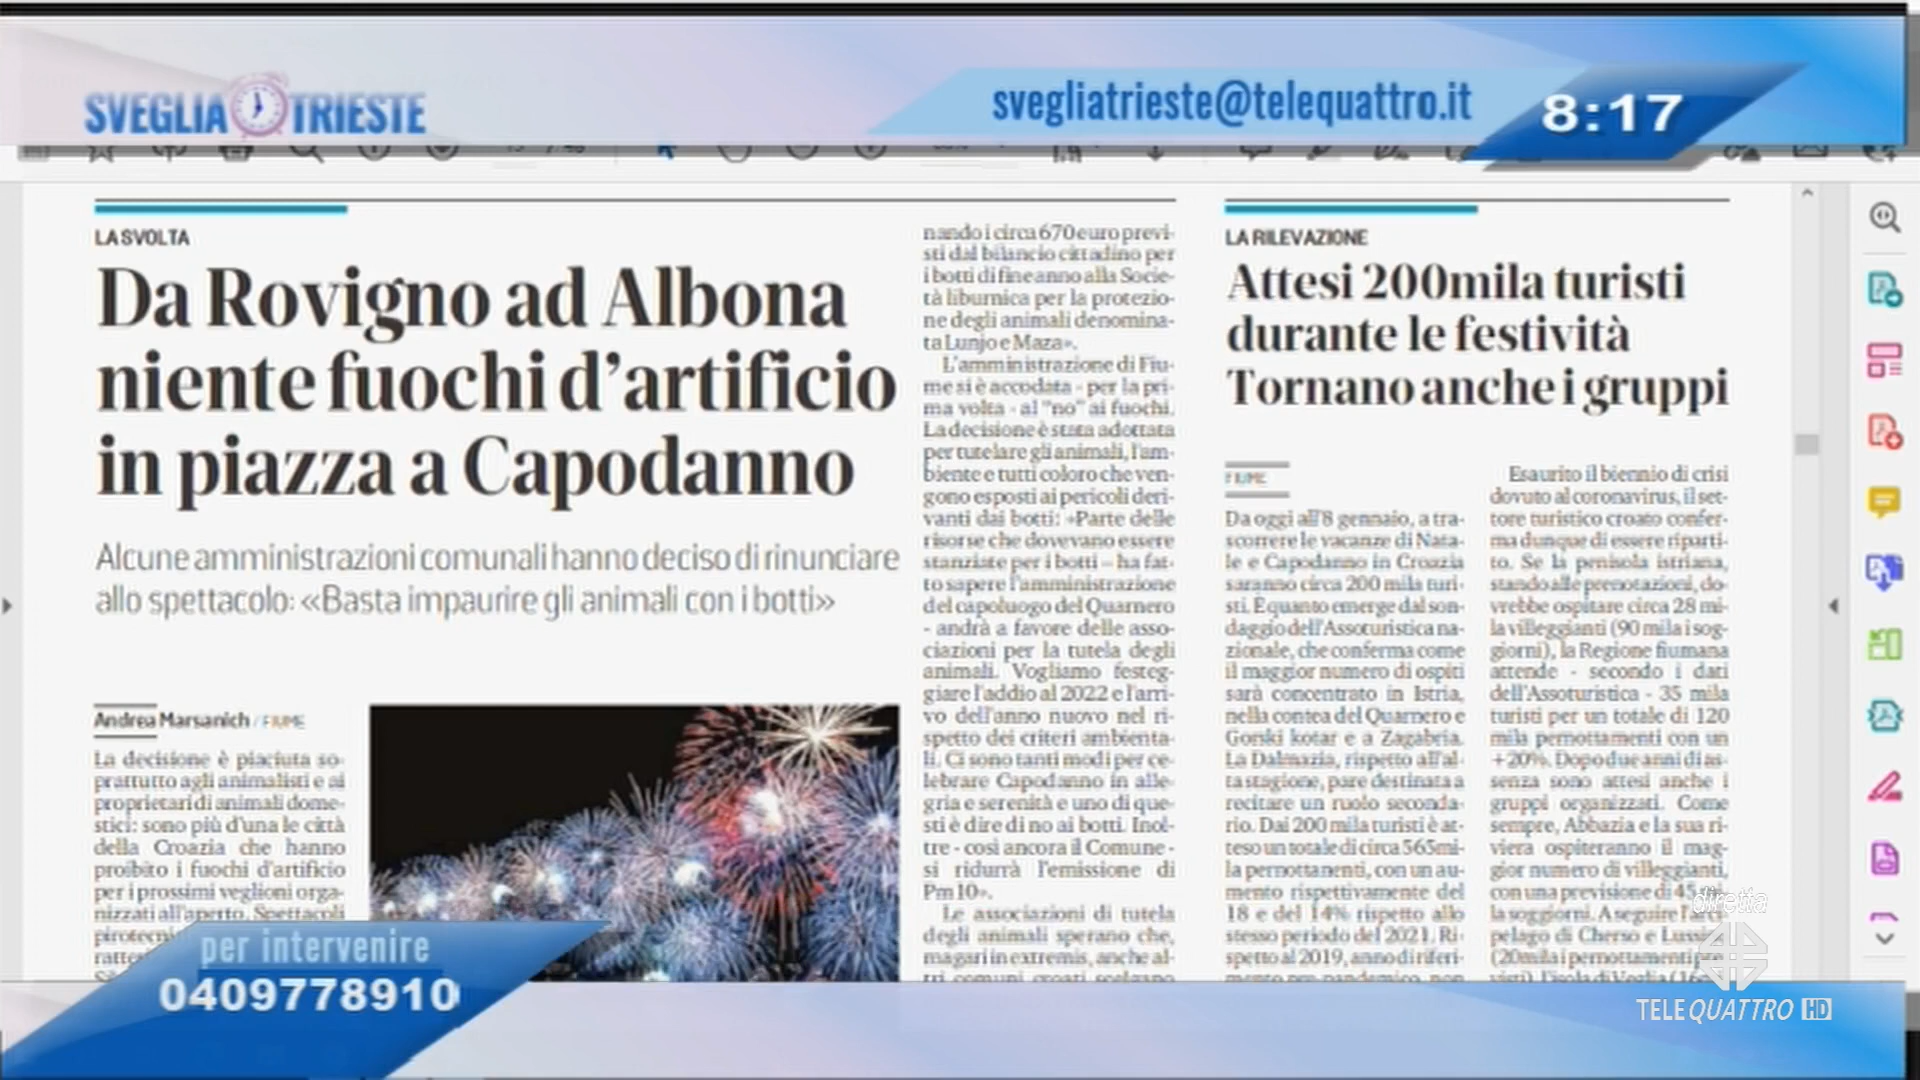 SVEGLIA TRIESTE
svegliatrieste@telequattro.it
8:17
LA SVOLTA
Da Rovigno ad Albona
niente fuochi d'artificio
in piazza a Capodanno
Alcune amministrazioni comunali hanno deciso di rinunciare
allo spettacolo: «Basta impaurire gli animali con i botti»
Andrea Marsanich / FIUME
La decisione è piaciuta so-
prattutto agli animalisti e ai
proprietari di animali dome-
stici: sono più d'una le città
della Croazia che hanno
proibito i fuochi d'artificio
per i prossimi veglioni orga-
nizzati all'aperto. Spettacoli
nando i circa 670 euro previ-
sti dal bilancio cittadino per
i botti di fine anno alla Socie-
tà liburnica per la protezio-
ne degli animali denomina-
ta Lunjo e Maza».
L'amministrazione di Fiu-
me si è accodata - per la pri-
ma volta - al "no" ai fuochi.
La decisione è stata adottata
per tutelare gli animali, l'am-
biente e tutti coloro che ven-
gono esposti ai pericoli deri-
vanti dai botti: «Parte delle
risorse che dovevano essere
stanziate per i botti – ha fat-
to sapere l'amministrazione
del capoluogo del Quarnero
- andrà a favore delle asso-
ciazioni per la tutela degli
animali. Vogliamo festeg-
giare l'addio al 2022 e l'arri-
vo dell'anno nuovo nel ri-
spetto dei criteri ambienta-
li. Ci sono tanti modi per ce-
lebrare Capodanno in alle-
gria e serenità e uno di que-
sti è dire di no ai botti. Inol-
tre - così ancora il Comune -
si ridurrà l'emissione di
Pm10».
Le associazioni di tutela
degli animali sperano che,
magari in extremis, anche al-
tri comuni croati scelgano
LA RILEVAZIONE
Attesi 200mila turisti
durante le festività
Tornano anche i gruppi
FIUME
Da oggi all'8 gennaio, a tra-
scorrere le vacanze di Nata-
le e Capodanno in Croazia
saranno circa 200 mila turi-
sti. È quanto emerge dal son-
daggio dell'Assoturistica na-
zionale, che conferma come
il maggior numero di ospiti
sarà concentrato in Istria,
nella contea del Quarnero e
Gorski kotar e a Zagabria.
La Dalmazia, rispetto all'al-
ta stagione, pare destinata a
recitare un ruolo seconda-
rio. Dai 200 mila turisti è at-
teso un totale di circa 565mi-
la pernottamenti, con un au-
mento rispettivamente del
18 e del 14% rispetto allo
stesso periodo del 2021. Ri-
spetto al 2019, anno di riferi-
mento pre-pandemico, non
Esaurito il biennio di crisi
dovuto al coronavirus, il set-
tore turistico croato confer-
ma dunque di essere riparti-
to. Se la penisola istriana,
stando alle prenotazioni, do-
vrebbe ospitare circa 28 mi-
la villeggianti (90 mila i sog-
giorni), la Regione fiumana
attende - secondo i dati
dell'Assoturistica - 35 mila
turisti per un totale di 120
mila pernottamenti con un
+20%. Dopo due anni di as-
senza sono attesi anche i
gruppi organizzati. Come
sempre, Abbazia e la sua ri-
viera ospiteranno il mag-
gior numero di villeggianti,
con una previsione di 45
la soggiorni. A seguire l'arci-
pelago di Cherso e Lussino
(20mila i pernottamenti pre-
per intervenire
0409778910
diretta
TELEQUATTRO HD